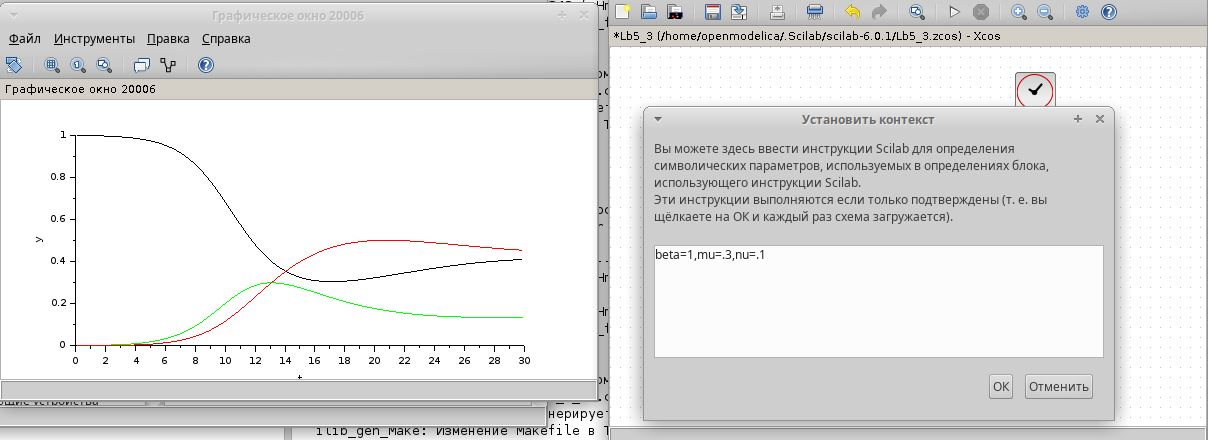 Графическое окно 20006
Файл Инструменты Правка Справка
Графическое окно 20006
1
0.8
0.6
y
0.4
0.2
0
0 2 4 6 8 10 12 14 16 18 20 22 24 26 28 30
t
*Lb5_3 (/home/openmodelica/.Scilab/scilab-6.0.1/Lb5_3.zcos) - Xcos
Установить контекст
Вы можете здесь ввести инструкции Scilab для определения
символических параметров, используемых в определениях блока,
использующего инструкции Scilab.
Эти инструкции выполняются если только подтверждены (т. е. вы
щёлкаете на ОК и каждый раз схема загружается).
beta=1,mu=.3,nu=.1
ОК Отменить
нерирует
ilib_gen_Make: Изменение Makefile в T